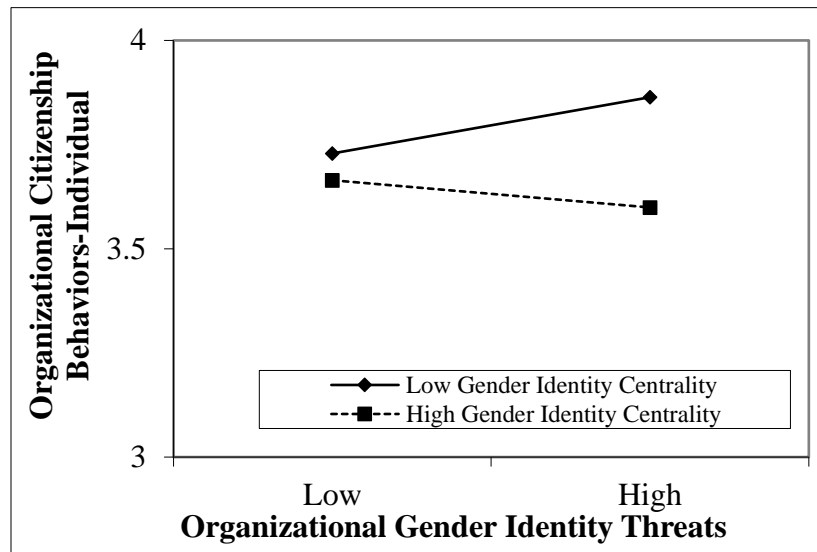 Organizational Citizenship
Behaviors-Individual
4
3.5
3
Low Gender Identity Centrality
High Gender Identity Centrality
Low High
Organizational Gender Identity Threats